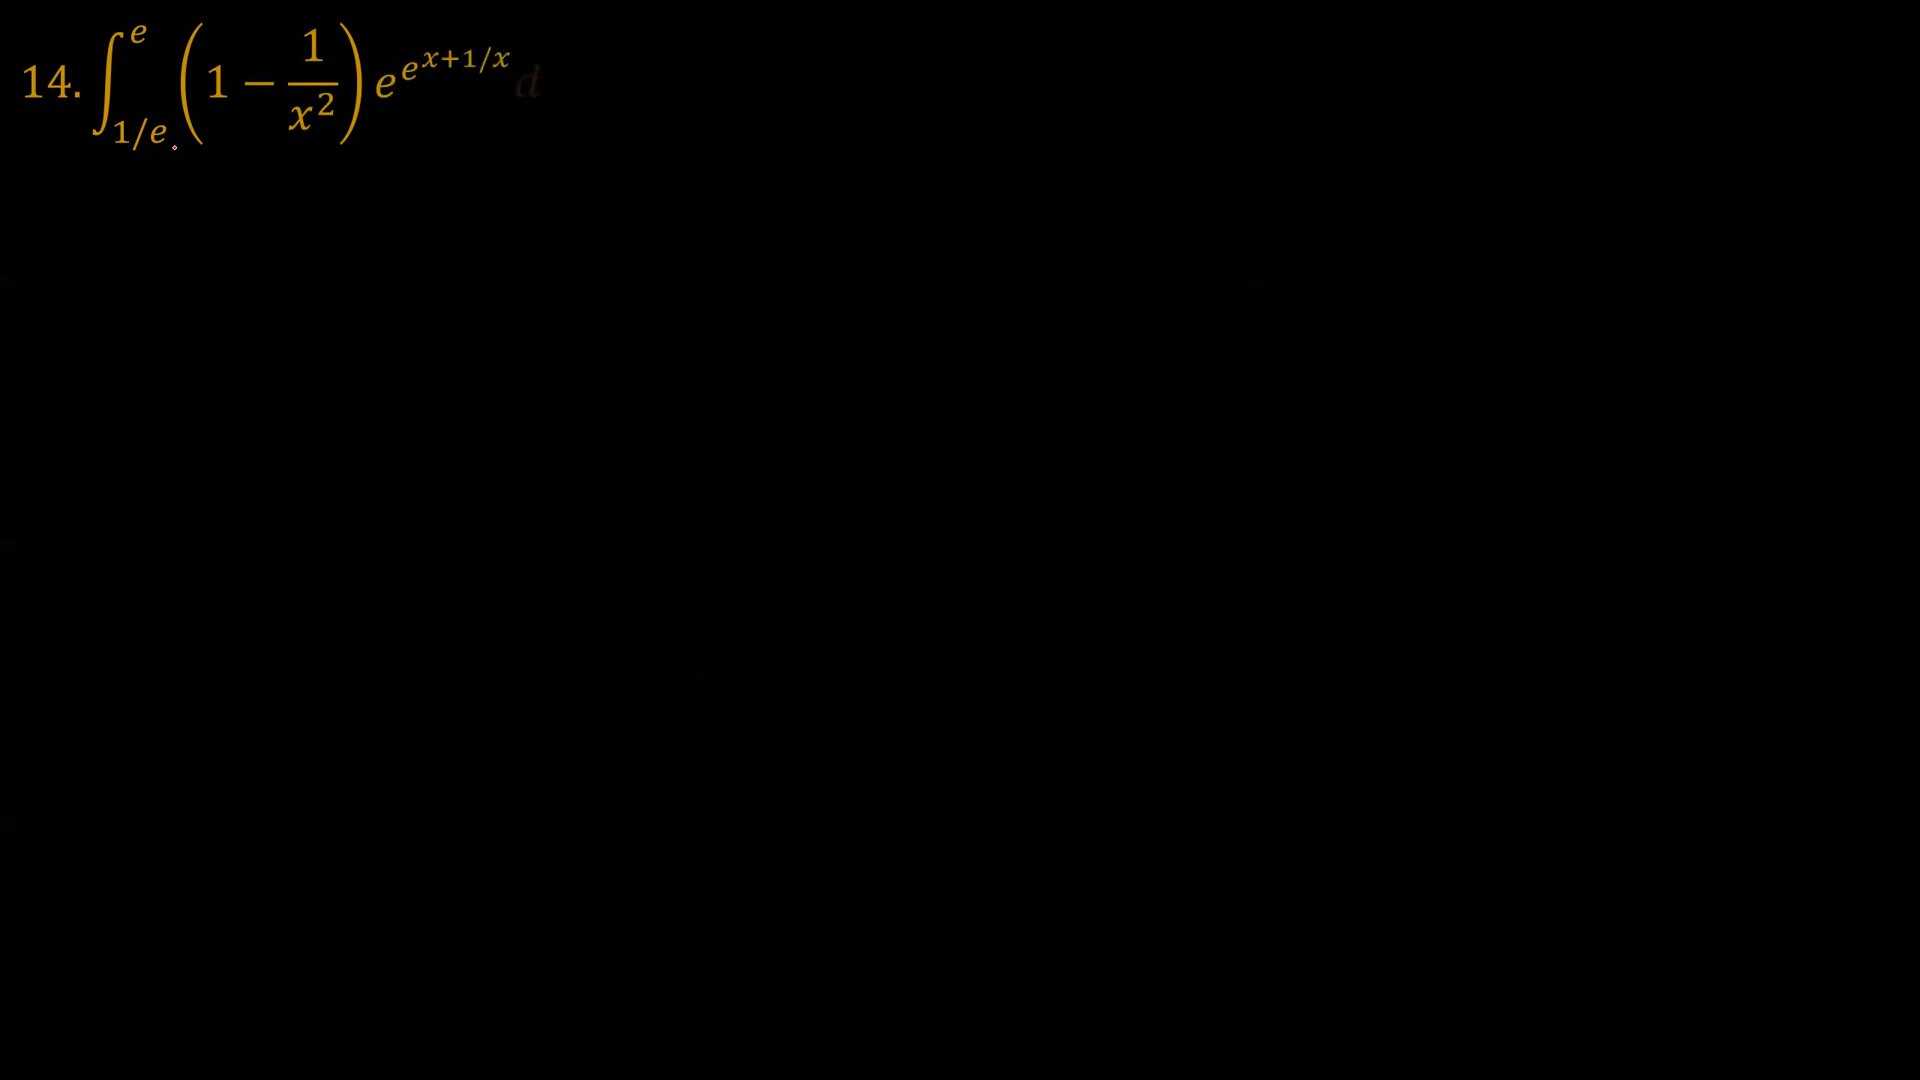 14. ∫_{1/e}^{e} (1 − 1/x²) e^{e^{x+1/x}} d